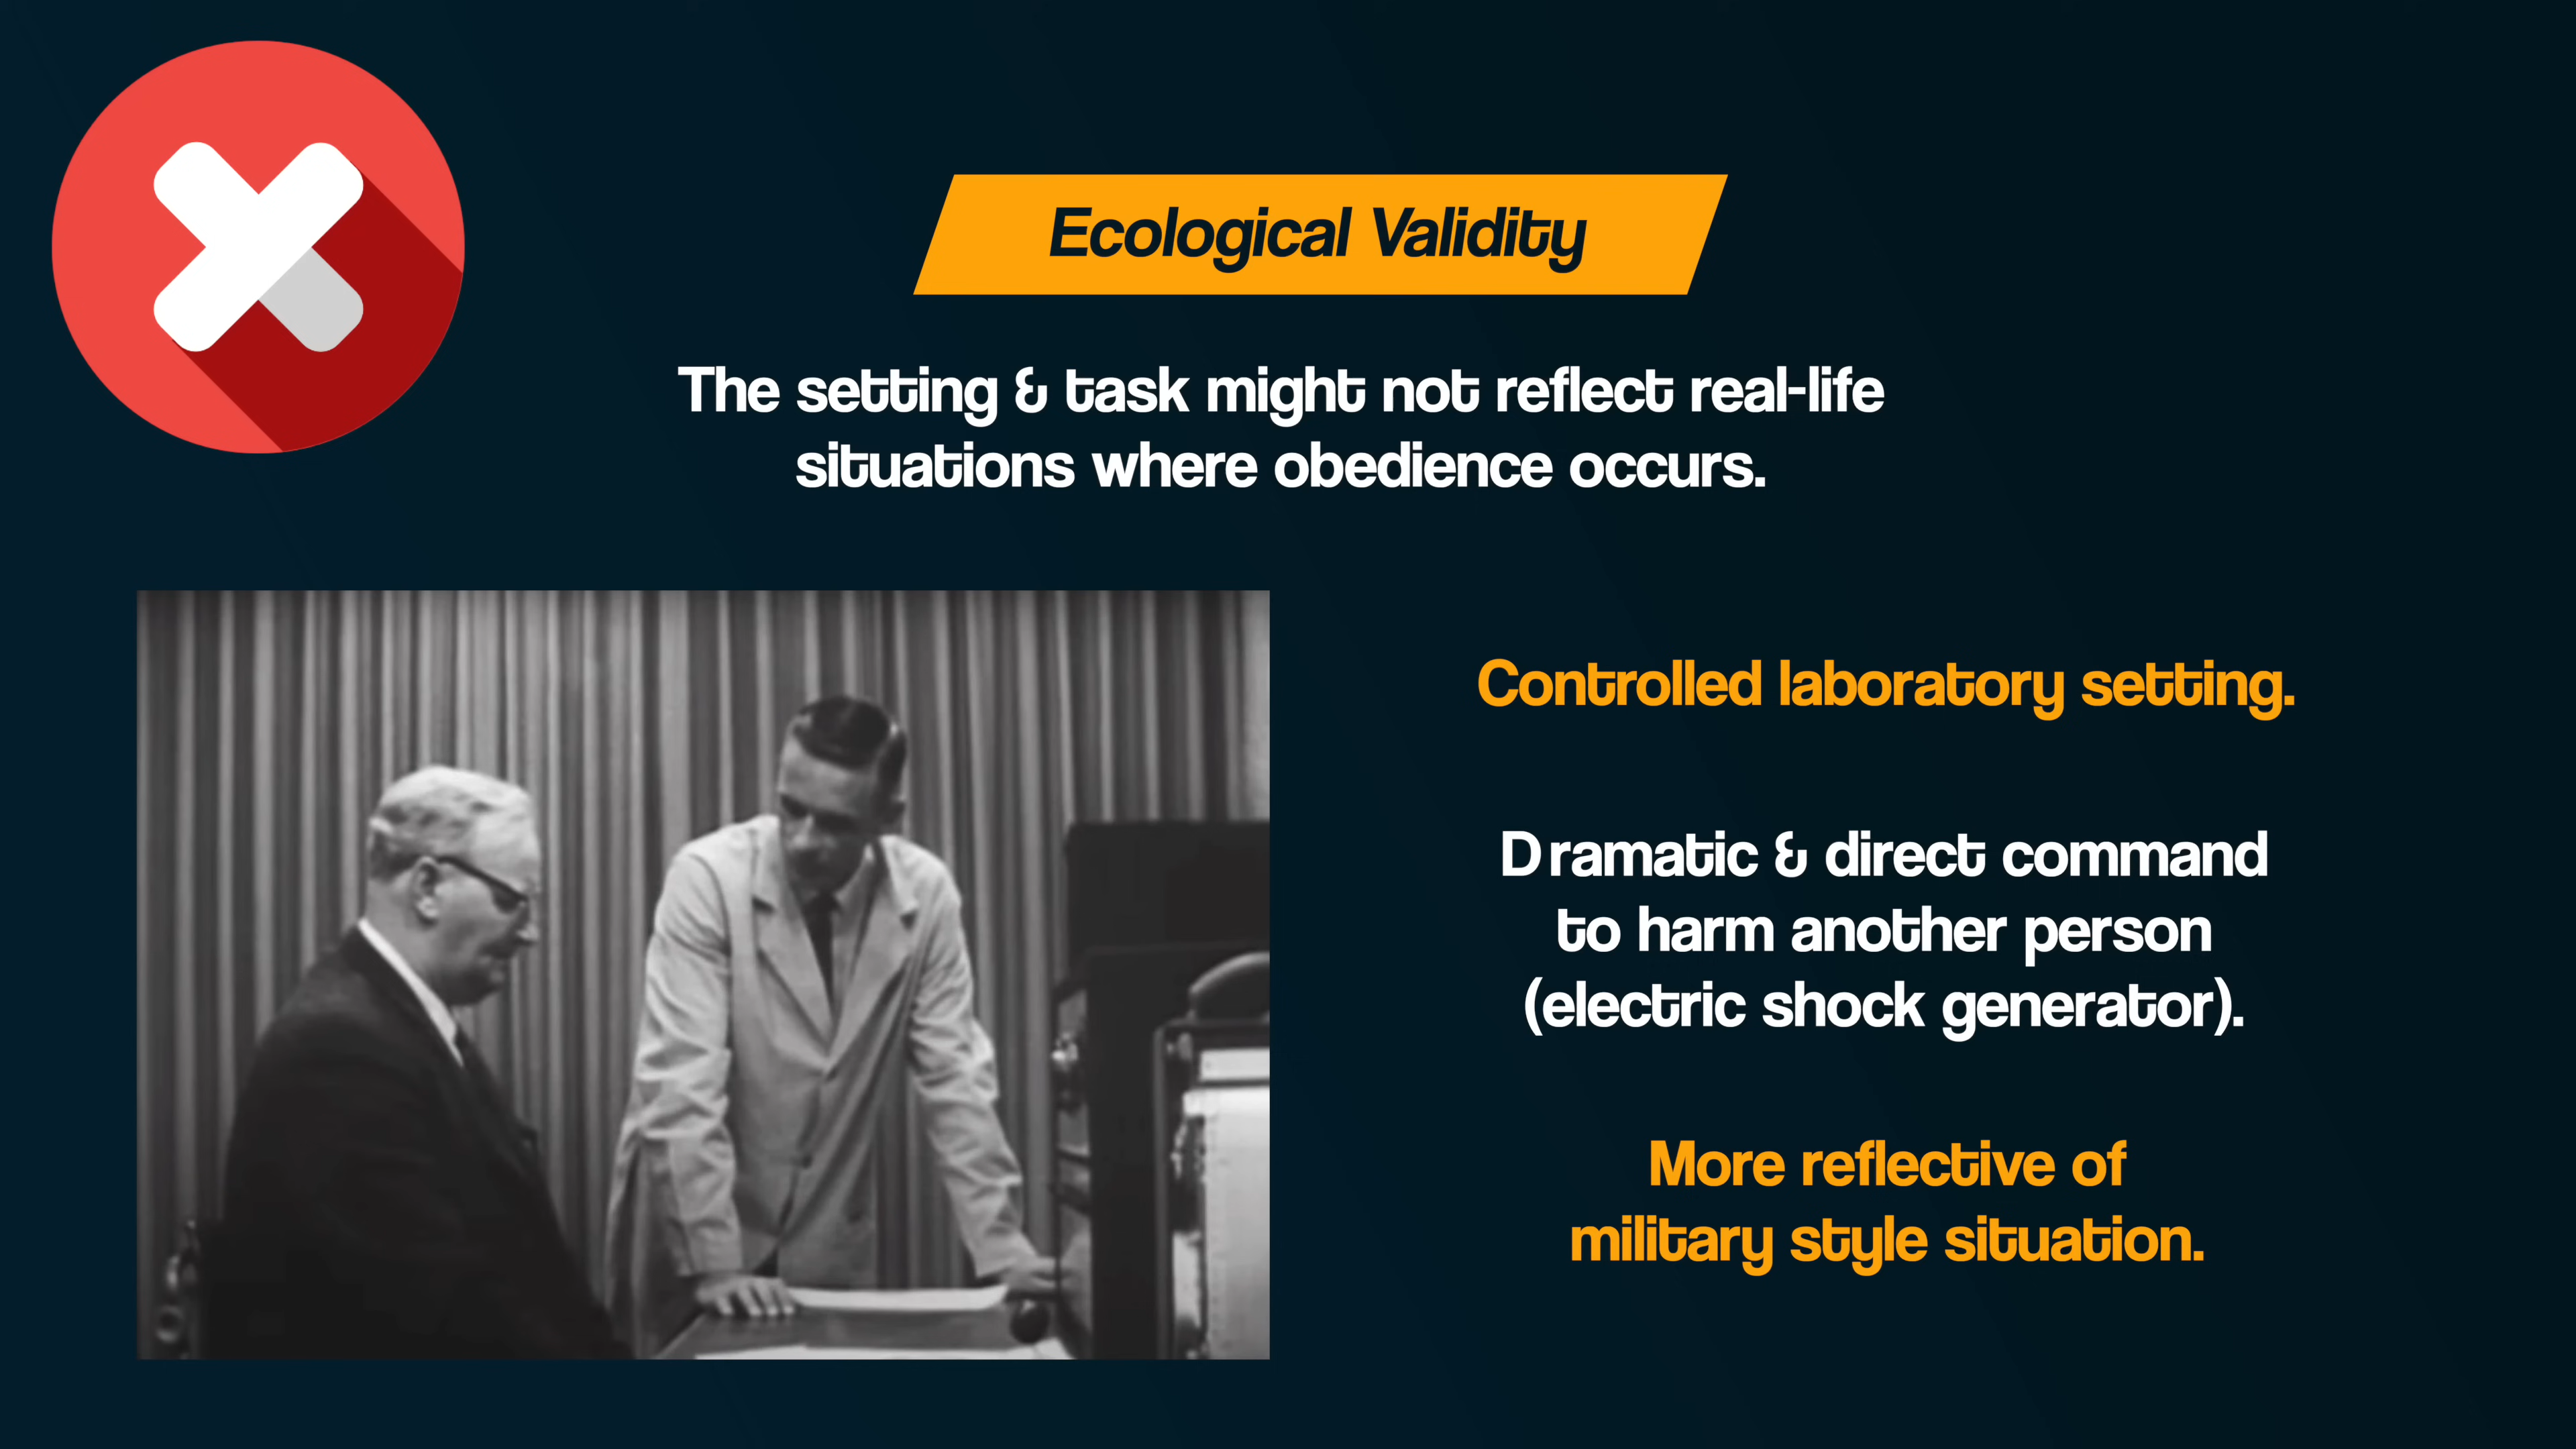 Ecological Validity
The setting & task might not reflect real-life
situations where obedience occurs.
Controlled laboratory setting.
Dramatic & direct command
to harm another person
(electric shock generator).
More reflective of
military style situation.